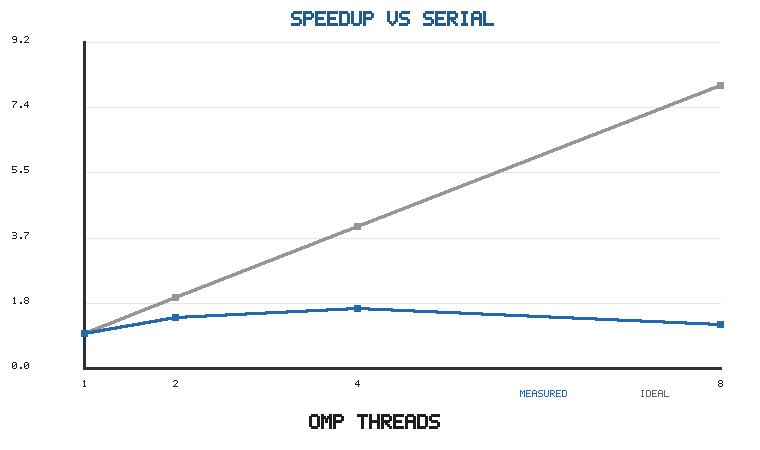 SPEEDUP VS SERIAL
9.2
7.4
5.5
3.7
1.8
0.0
1 2 4 8
MEASURED IDEAL
OMP THREADS